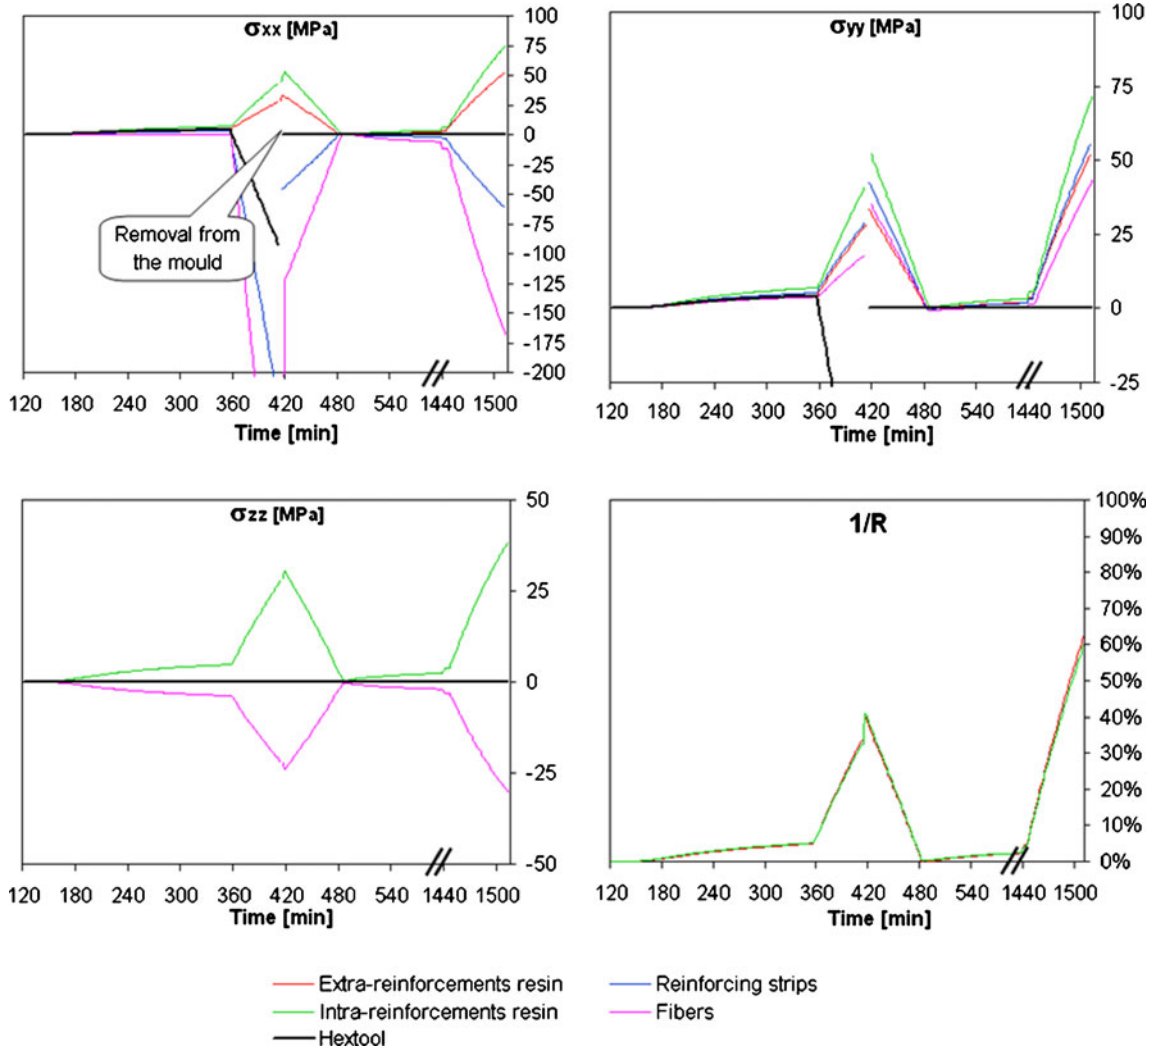 σxx [MPa]
100
75
50
25
0
-25
-50
-75
-100
-125
-150
-175
-200
Removal from
the mould
120 180 300 360 420 480 540 1440 1500
Time [min]
σyy [MPa]
100
75
50
25
0
-25
120 180 240 300 360 420 480 540 1440 1500
Time [min]
σzz [MPa]
50
25
0
-25
-50
120 180 240 300 360 420 480 540 1440 1500
Time [min]
1/R
100%
90%
80%
70%
60%
50%
40%
30%
20%
10%
0%
120 180 240 300 360 420 480 540 1440 1500
Time [min]
Extra-reinforcements resin
Reinforcing strips
Intra-reinforcements resin
Fibers
Hextool